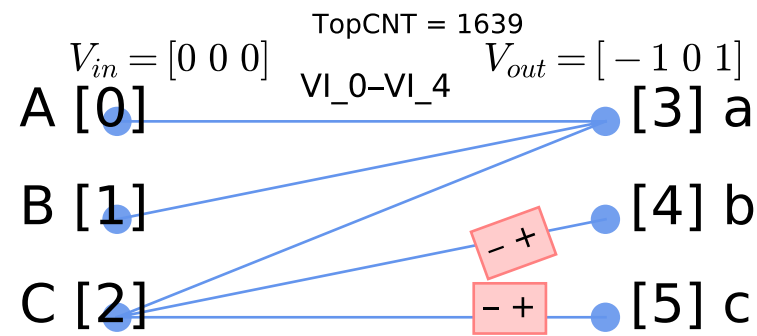 TopCNT = 1639
V_in = [0 0 0]
V_out = [ − 1 0 1]
VI_0–VI_4
A [0]
[3] a
B [1]
[4] b
− +
C [2]
− +
[5] c